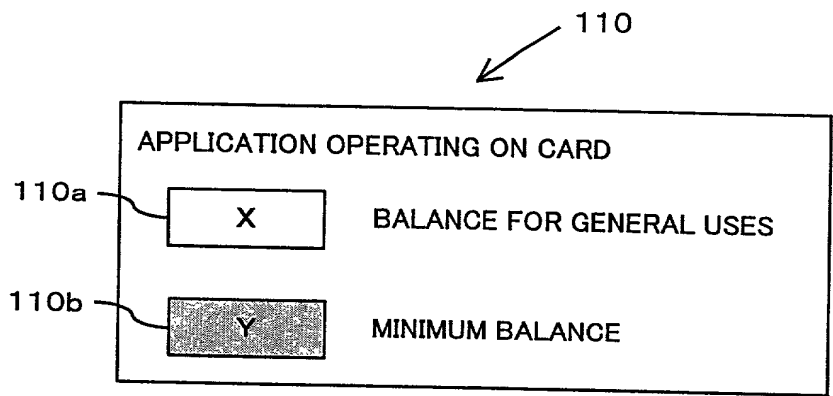 110
APPLICATION OPERATING ON CARD
110a X BALANCE FOR GENERAL USES
110b Y MINIMUM BALANCE